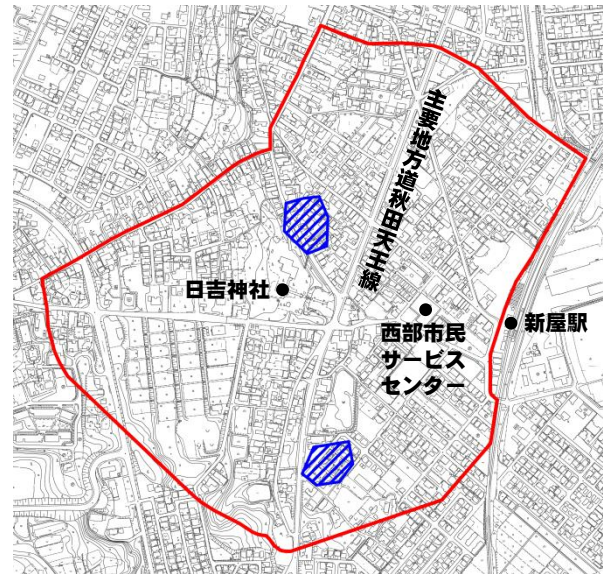 主要地方道秋田天王線
日吉神社
西部市民
サービス
センター
新屋駅